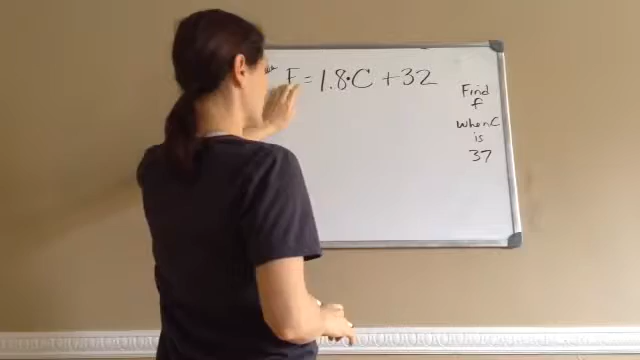 F = 1.8 · C + 32
Find
f
when C
is
37